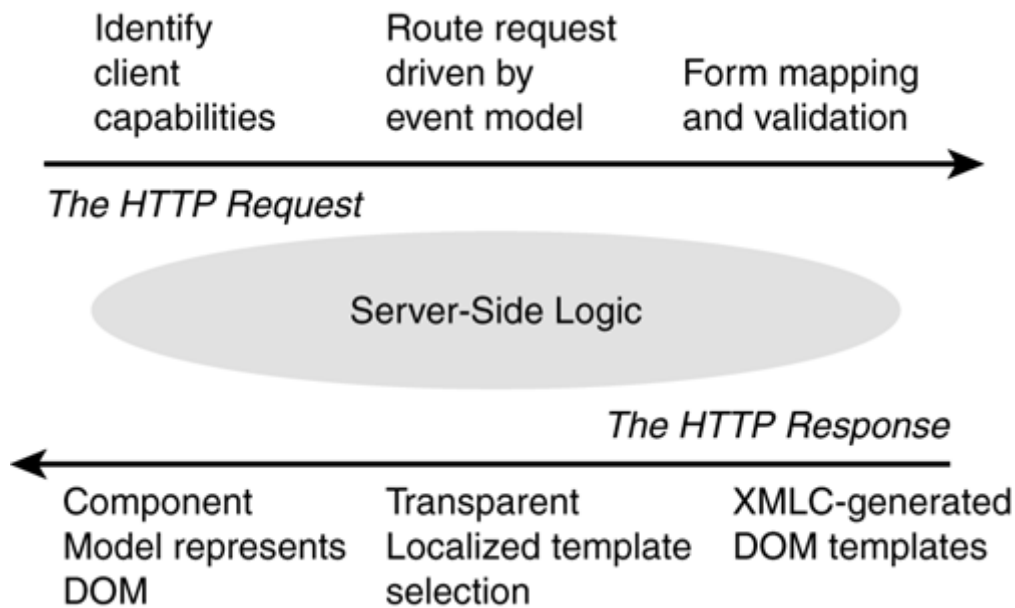 Identify
client
capabilities
Route request
driven by
event model
Form mapping
and validation
The HTTP Request
Server-Side Logic
The HTTP Response
Component
Model represents
DOM
Transparent
Localized template
selection
XMLC-generated
DOM templates